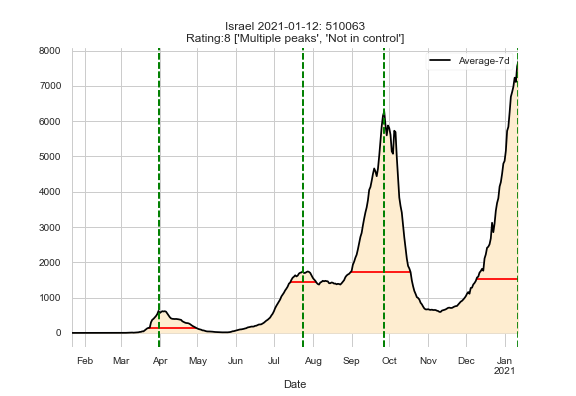 Israel 2021-01-12: 510063
Rating:8 ['Multiple peaks', 'Not in control']
Average-7d
8000
7000
6000
5000
4000
3000
2000
1000
0
Feb Mar Apr May Jun Jul Aug Sep Oct Nov Dec Jan
2021
Date